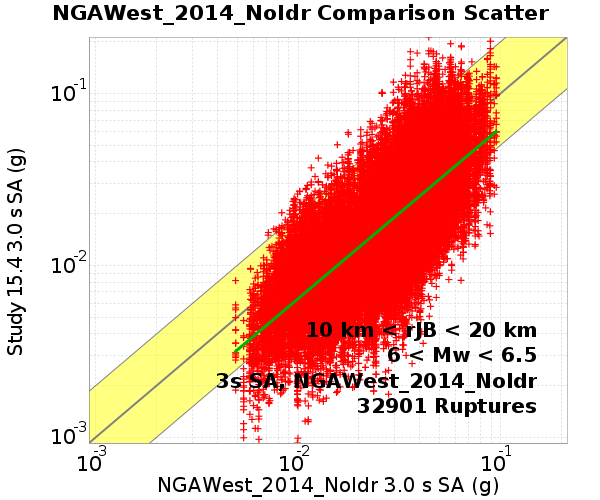 NGAWest_2014_NoIdr Comparison Scatter
Study 15.4 3.0 s SA (g)
10^-1
10^-2
10^-3
10 km < rJB < 20 km
6 < Mw < 6.5
3s SA, NGAWest_2014_NoIdr
32901 Ruptures
10^-3 10^-2 10^-1
NGAWest_2014_NoIdr 3.0 s SA (g)